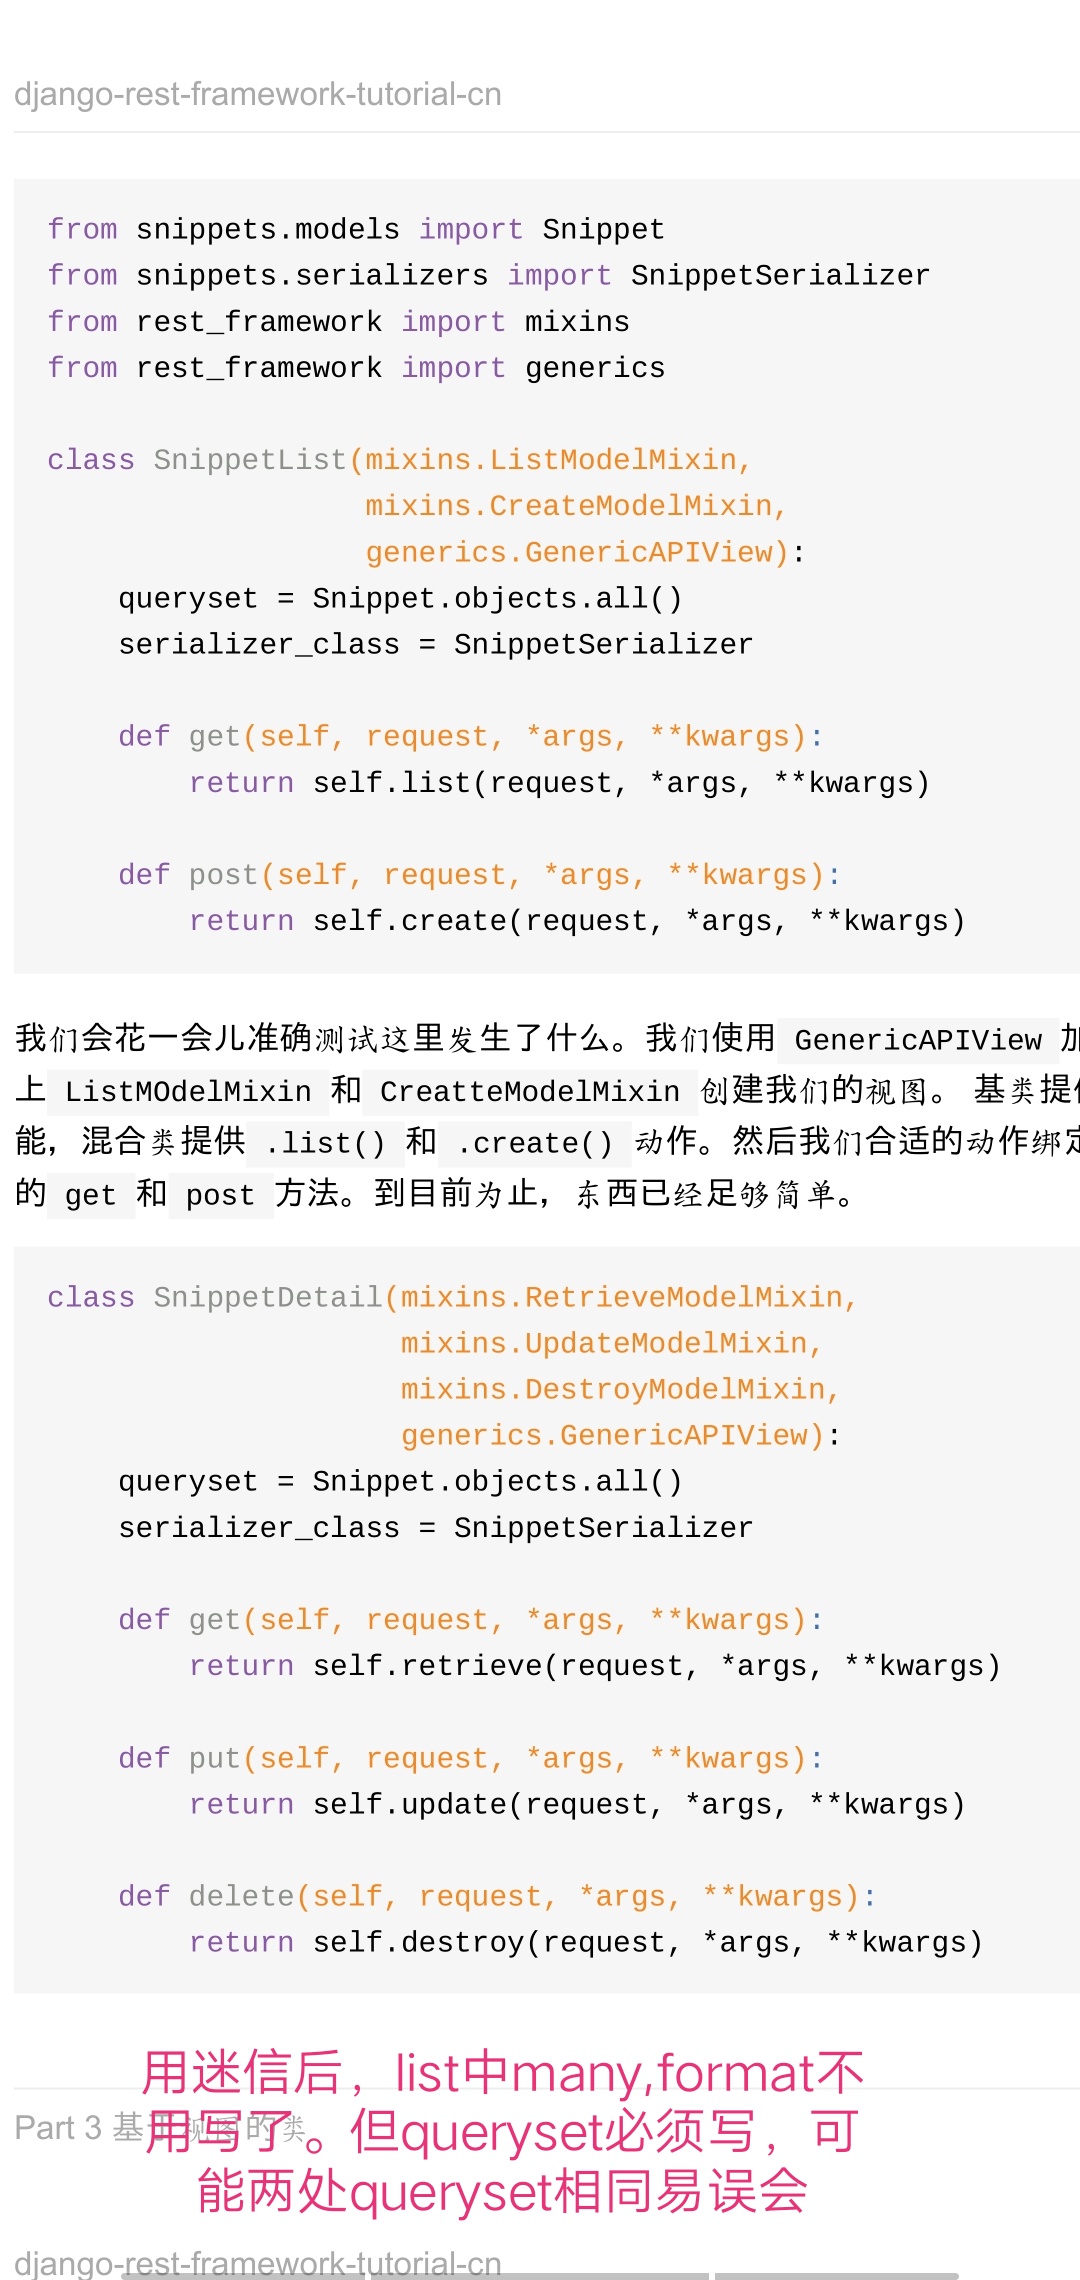 django-rest-framework-tutorial-cn
from snippets.models import Snippet
from snippets.serializers import SnippetSerializer
from rest_framework import mixins
from rest_framework import generics
class SnippetList(mixins.ListModelMixin,
mixins.CreateModelMixin,
generics.GenericAPIView):
queryset = Snippet.objects.all()
serializer_class = SnippetSerializer
def get(self, request, *args, **kwargs):
return self.list(request, *args, **kwargs)
def post(self, request, *args, **kwargs):
return self.create(request, *args, **kwargs)
我们会花一会儿准确测试这里发生了什么。我们使用 GenericAPIView 加
上 ListMOdelMixin 和 CreatteModelMixin 创建我们的视图。 基类提供
能，混合类提供 .list() 和 .create() 动作。然后我们合适的动作绑定
的 get 和 post 方法。到目前为止，东西已经足够简单。
class SnippetDetail(mixins.RetrieveModelMixin,
mixins.UpdateModelMixin,
mixins.DestroyModelMixin,
generics.GenericAPIView):
queryset = Snippet.objects.all()
serializer_class = SnippetSerializer
def get(self, request, *args, **kwargs):
return self.retrieve(request, *args, **kwargs)
def put(self, request, *args, **kwargs):
return self.update(request, *args, **kwargs)
def delete(self, request, *args, **kwargs):
return self.destroy(request, *args, **kwargs)
用迷信后，list中many,format不
用写了。但queryset必须写，可
能两处queryset相同易误会
Part 3 基于视图的类
django-rest-framework-tutorial-cn